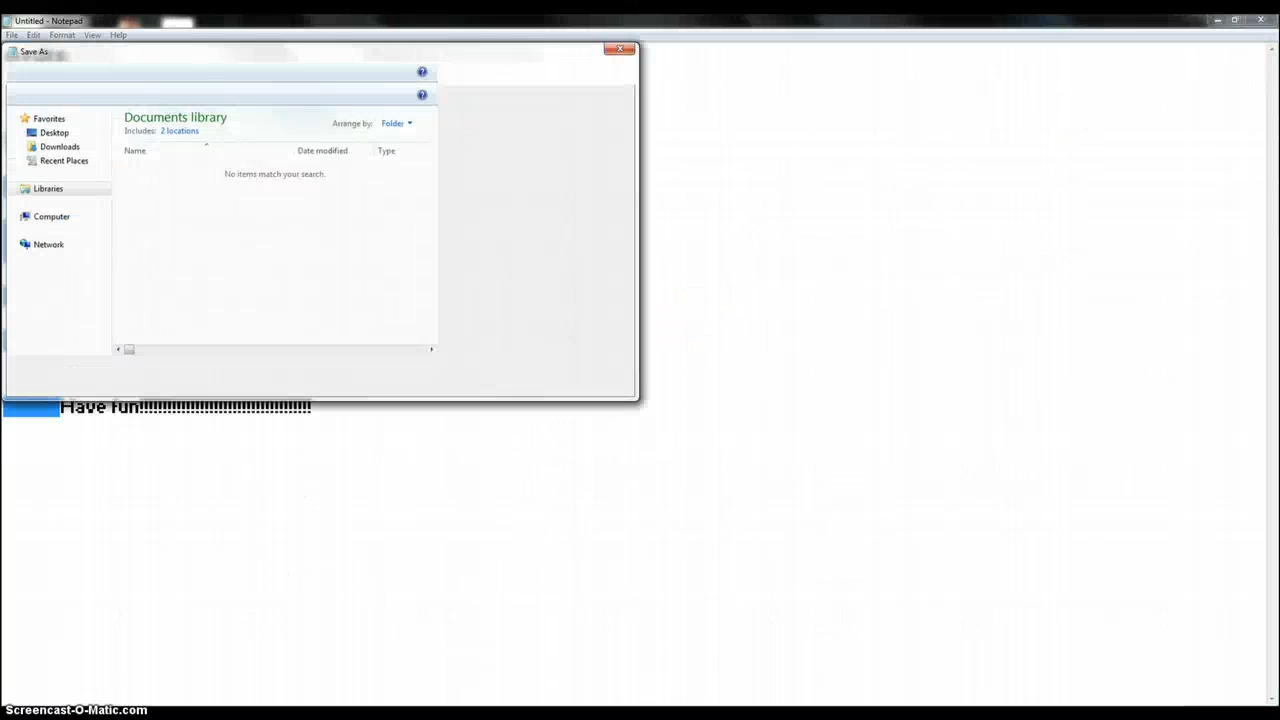 Untitled - Notepad
File Edit Format View Help
Save As
Favorites
Desktop
Downloads
Recent Places
Libraries
Computer
Network
Documents library
Includes: 2 locations
Arrange by: Folder
Name Date modified Type
No items match your search.
Have fun!!!!!!!!!!!!!!!!!!!!!!!!!!!!!!!!!!!!!
Screencast-O-Matic.com